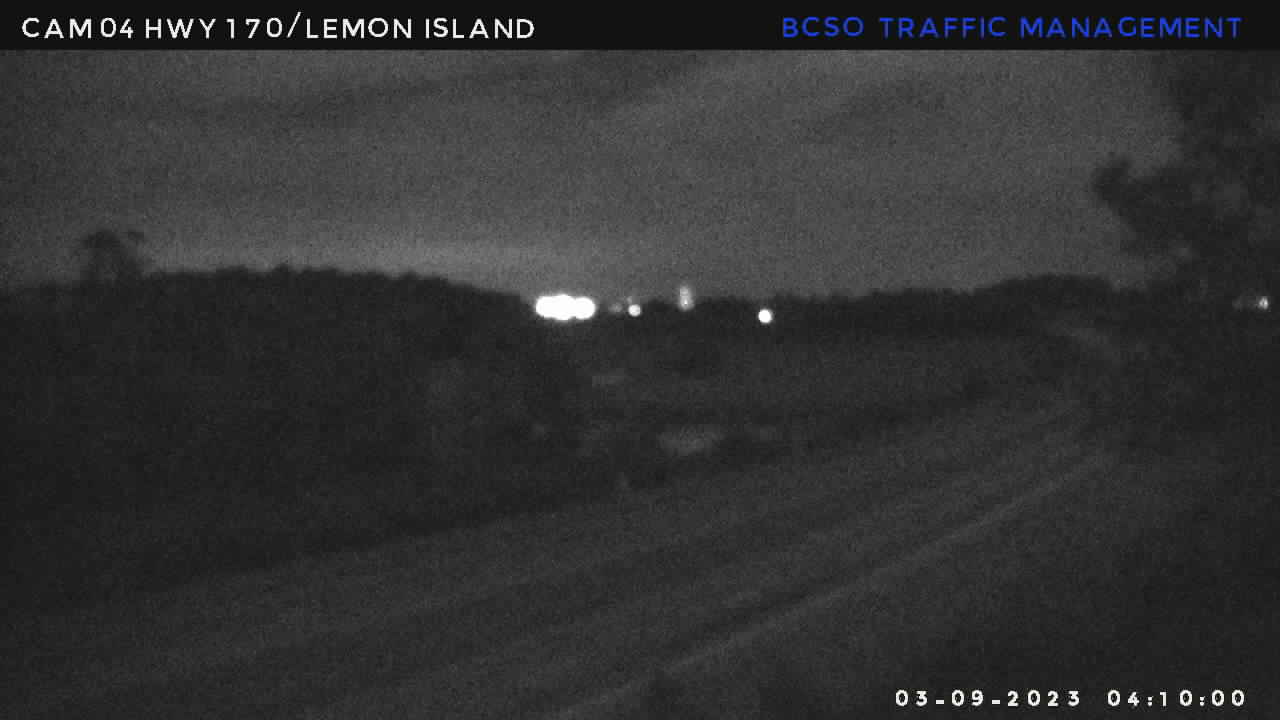 CAM04 HWY 170/LEMON ISLAND
BCSO TRAFFIC MANAGEMENT
03-09-2023 04:10:00